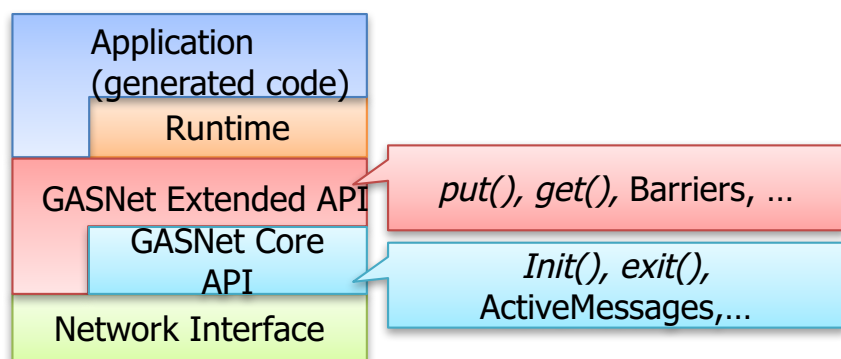 Application
(generated code)
Runtime
GASNet Extended API
put(), get(), Barriers, …
GASNet Core
API
Init(), exit(),
ActiveMessages,…
Network Interface